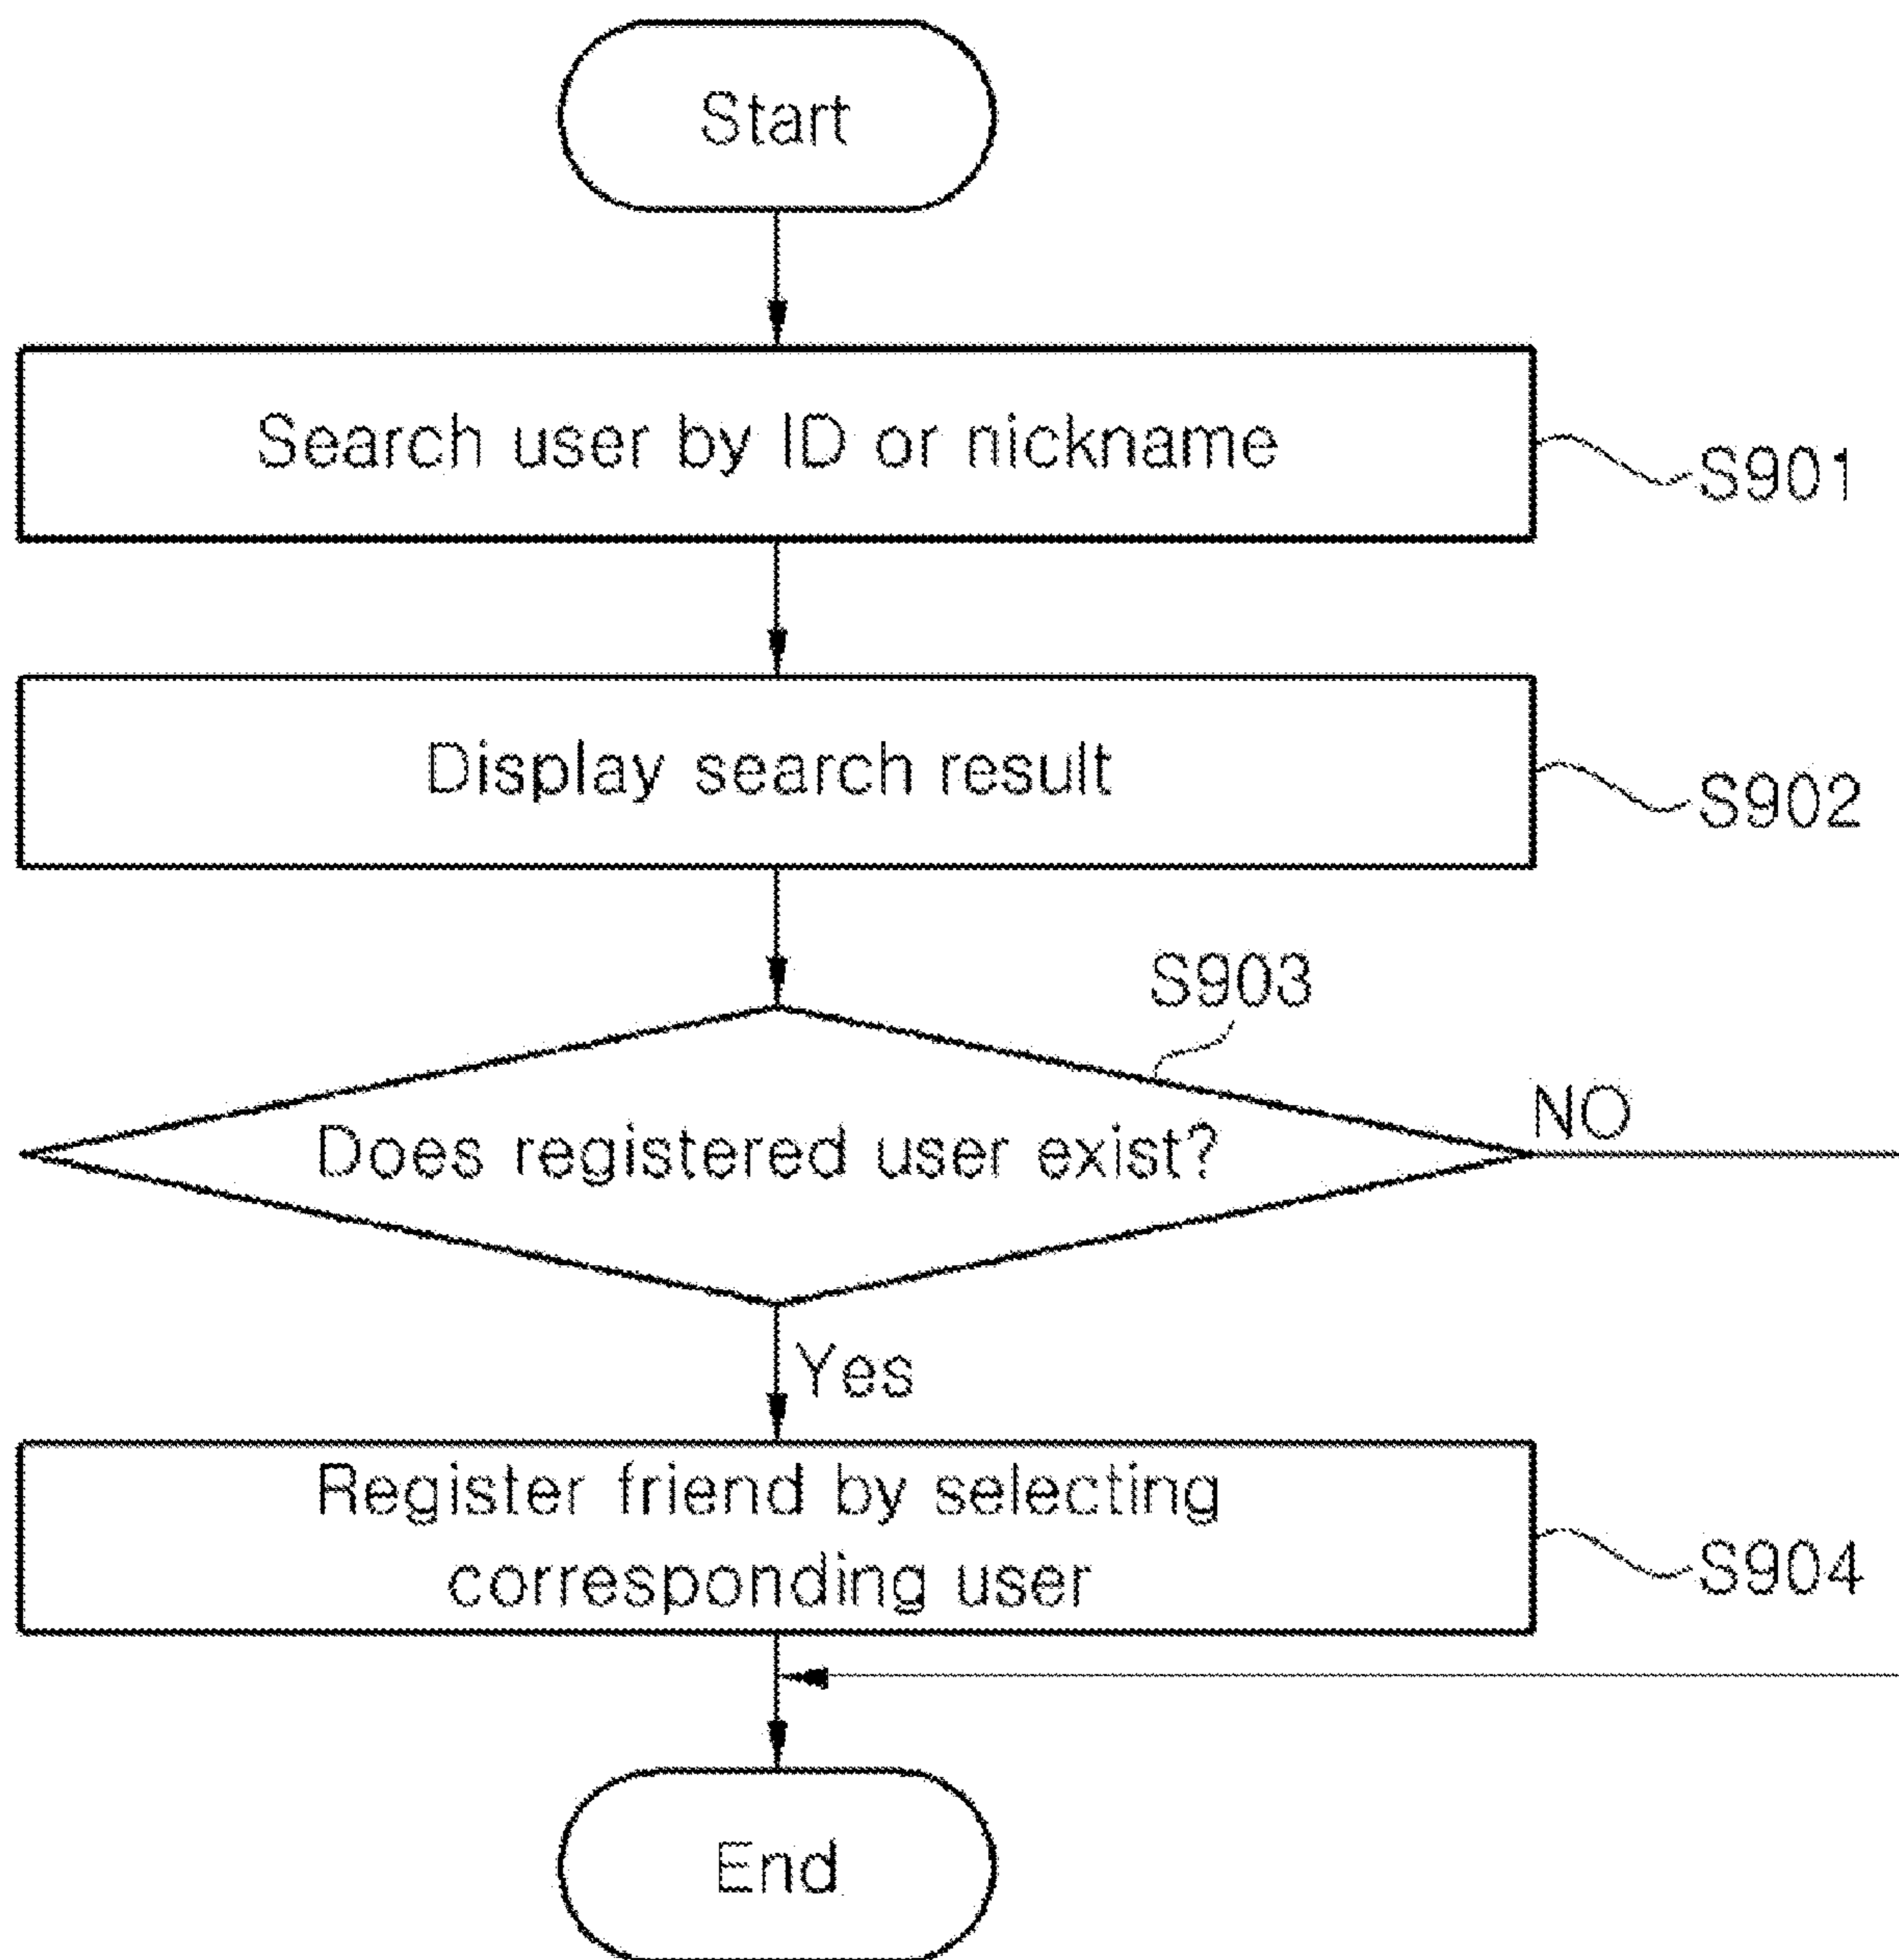 Start
Search user by ID or nickname
S901
Display search result
S902
S903
Does registered user exist?
NO
Yes
Register friend by selecting
corresponding user
S904
End